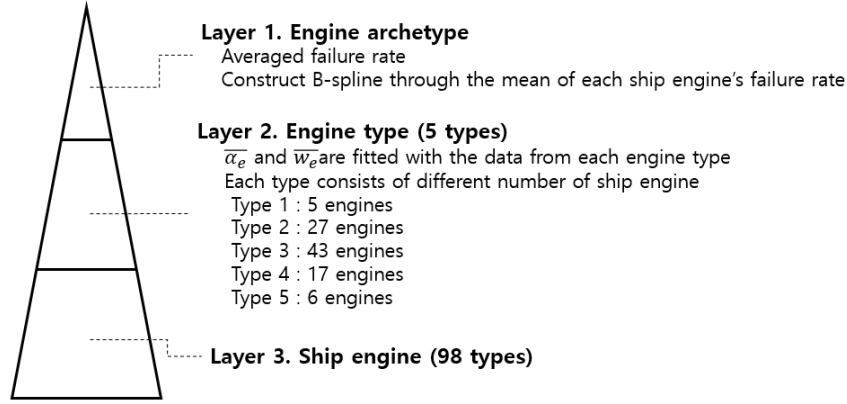 Layer 1. Engine archetype
Averaged failure rate
Construct B-spline through the mean of each ship engine's failure rate
Layer 2. Engine type (5 types)
$\overline{\alpha_e}$ and $\overline{w_e}$are fitted with the data from each engine type
Each type consists of different number of ship engine
Type 1 : 5 engines
Type 2 : 27 engines
Type 3 : 43 engines
Type 4 : 17 engines
Type 5 : 6 engines
Layer 3. Ship engine (98 types)